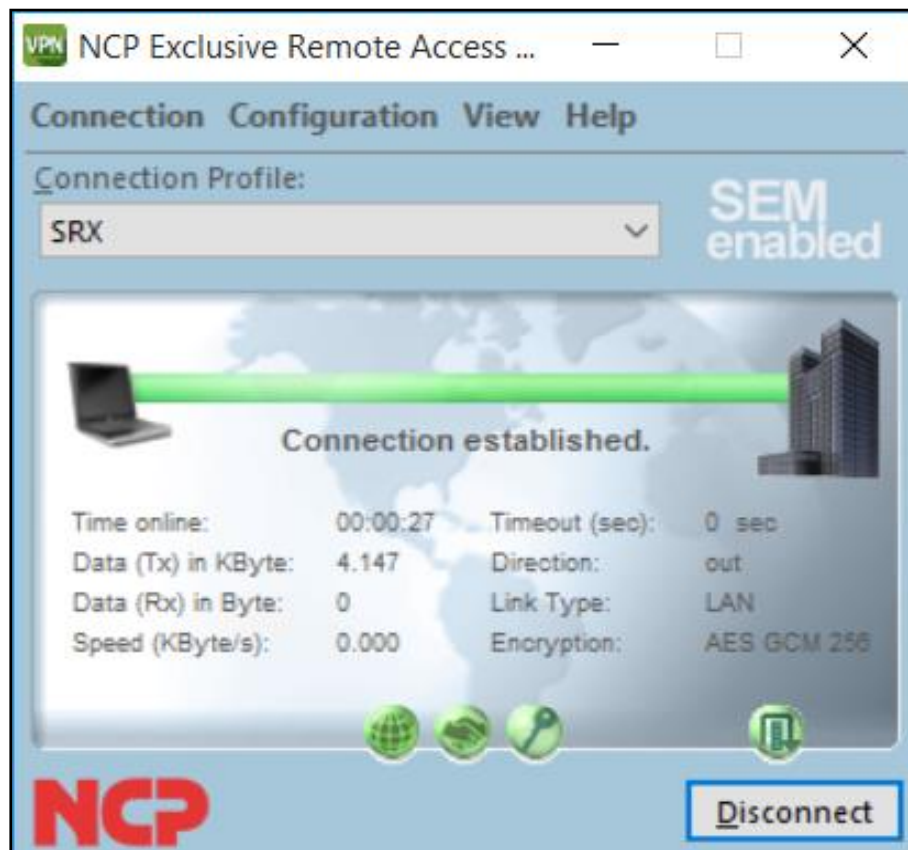 VPN NCP Exclusive Remote Access ...
Connection Configuration View Help
Connection Profile:
SRX
SEM
enabled
Connection established.
Time online: 00:00:27 Timeout (sec): 0 sec
Data (Tx) in KByte: 4.147 Direction: out
Data (Rx) in Byte: 0 Link Type: LAN
Speed (KByte/s): 0.000 Encryption: AES GCM 256
NCP
Disconnect